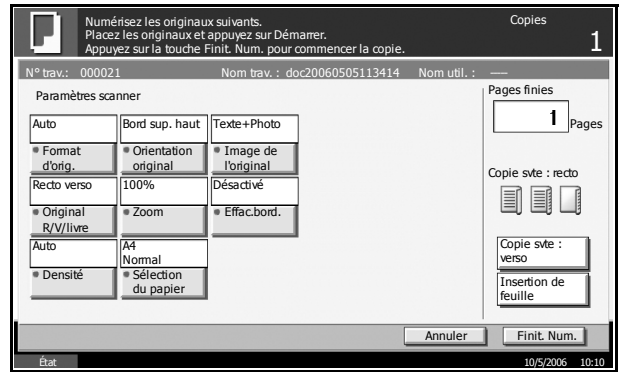 Numérisez les originaux suivants.
Placez les originaux et appuyez sur Démarrer.
Appuyez sur la touche Finit. Num. pour commencer la copie.
Copies
1
N° trav.: 000021 Nom trav. : doc20060505113414 Nom util. : ----
Paramètres scanner
Auto
Format
d'orig.
Bord sup. haut
Orientation
original
Texte+Photo
Image de
l'original
Recto verso
Original
R/V/livre
100%
Zoom
Désactivé
Effac.bord.
Auto
Densité
A4
Normal
Sélection
du papier
Pages finies
1 Pages
Copie svte : recto
Copie svte :
verso
Insertion de
feuille
Annuler
Finit. Num.
État
10/5/2006 10:10